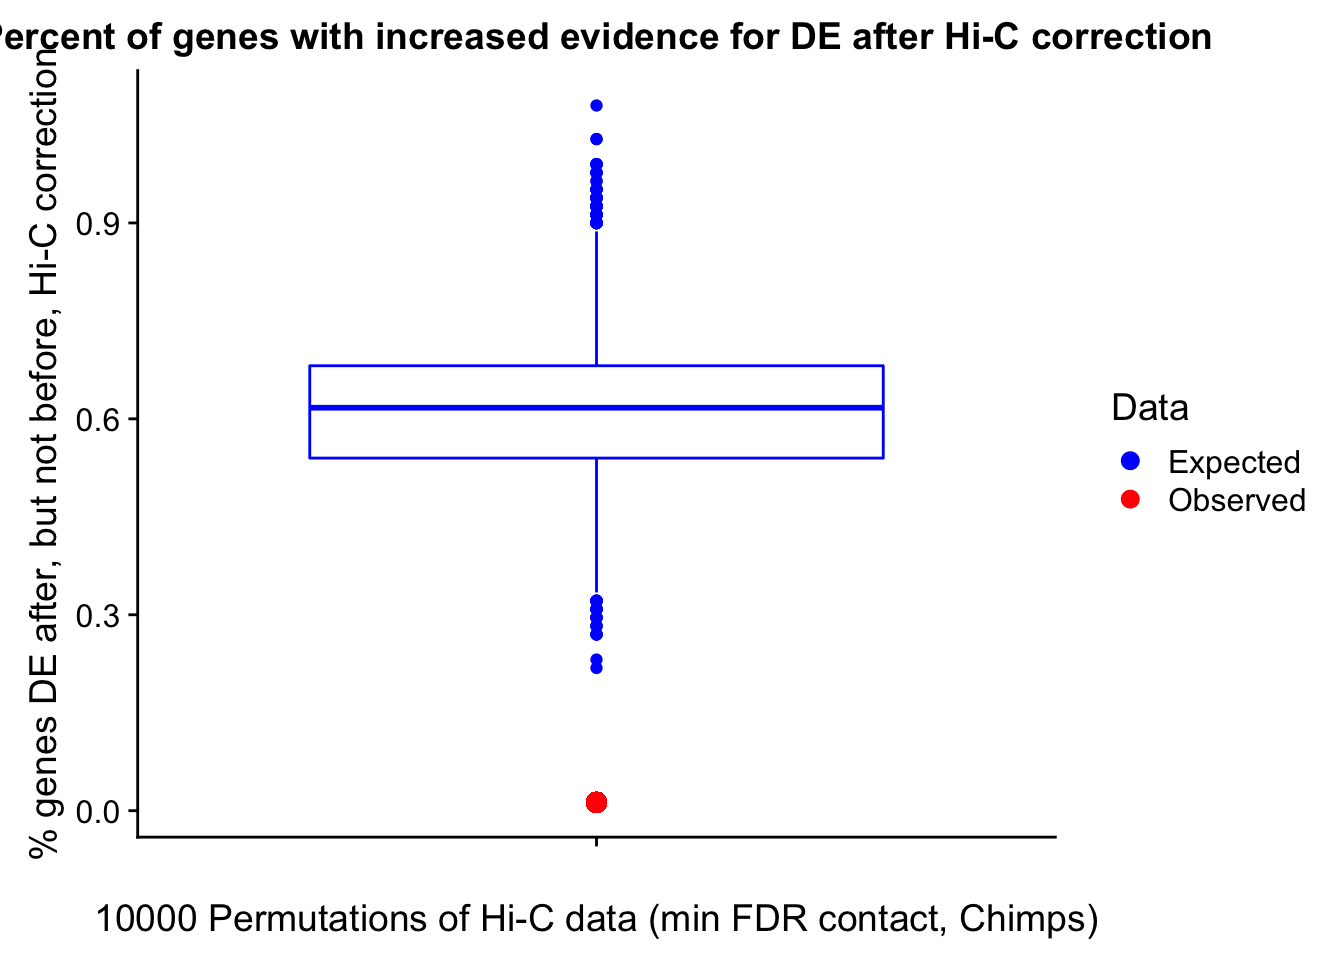 Percent of genes with increased evidence for DE after Hi-C correction
% genes DE after, but not before, Hi-C correction
0.9
0.6
0.3
0.0
10000 Permutations of Hi-C data (min FDR contact, Chimps)
Data
Expected
Observed